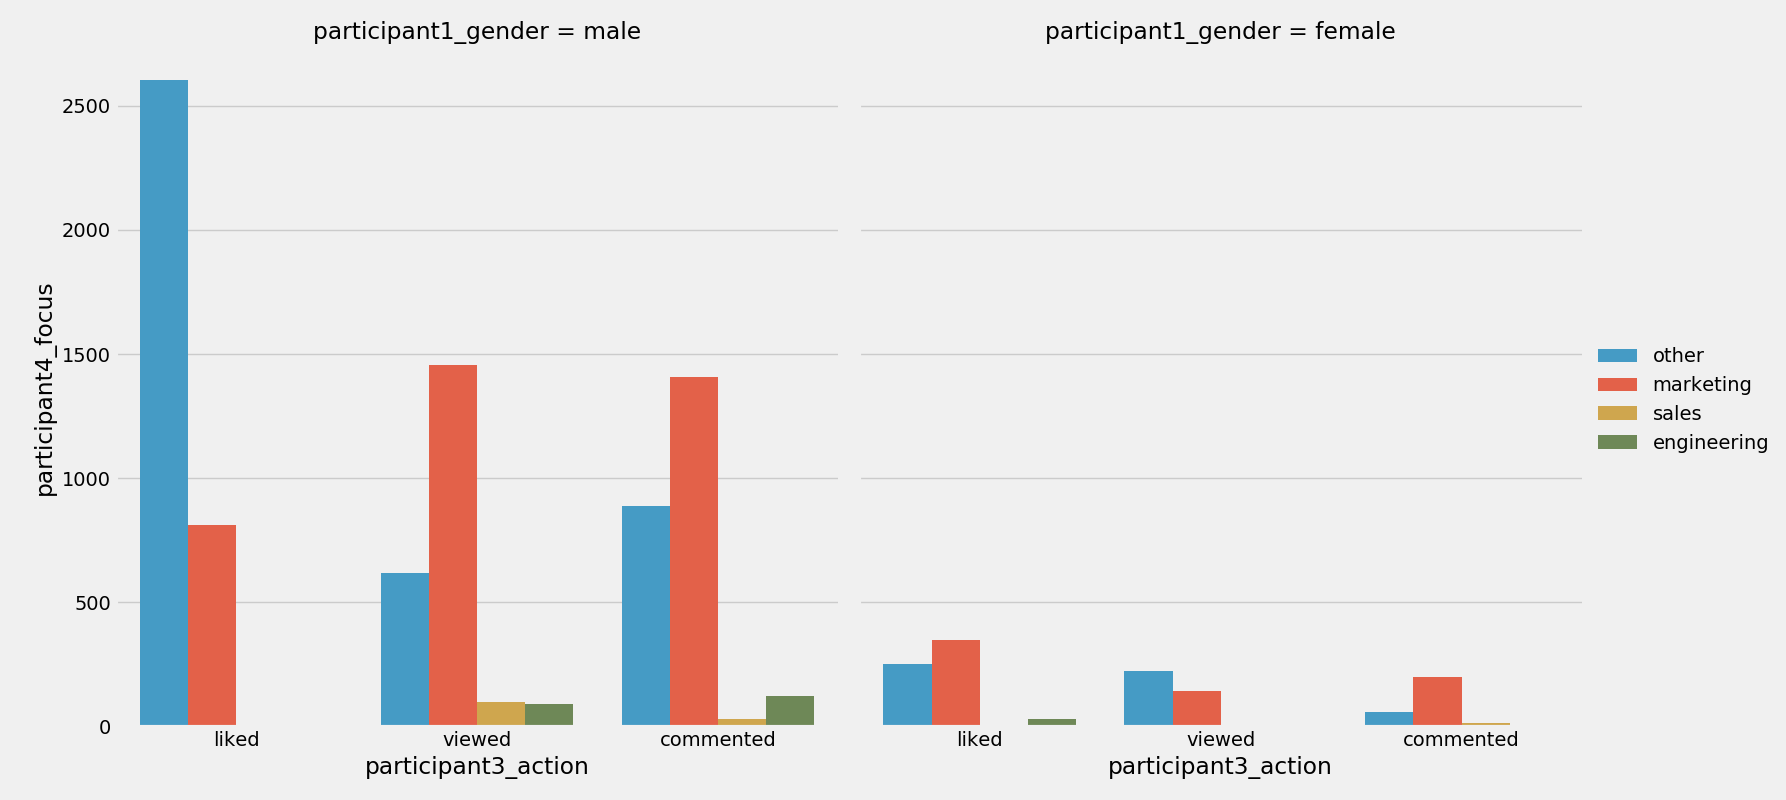 participant1_gender = male
participant1_gender = female
participant4_focus
2500
2000
1500
1000
500
0
liked
viewed
commented
participant3_action
liked
viewed
commented
participant3_action
other
marketing
sales
engineering